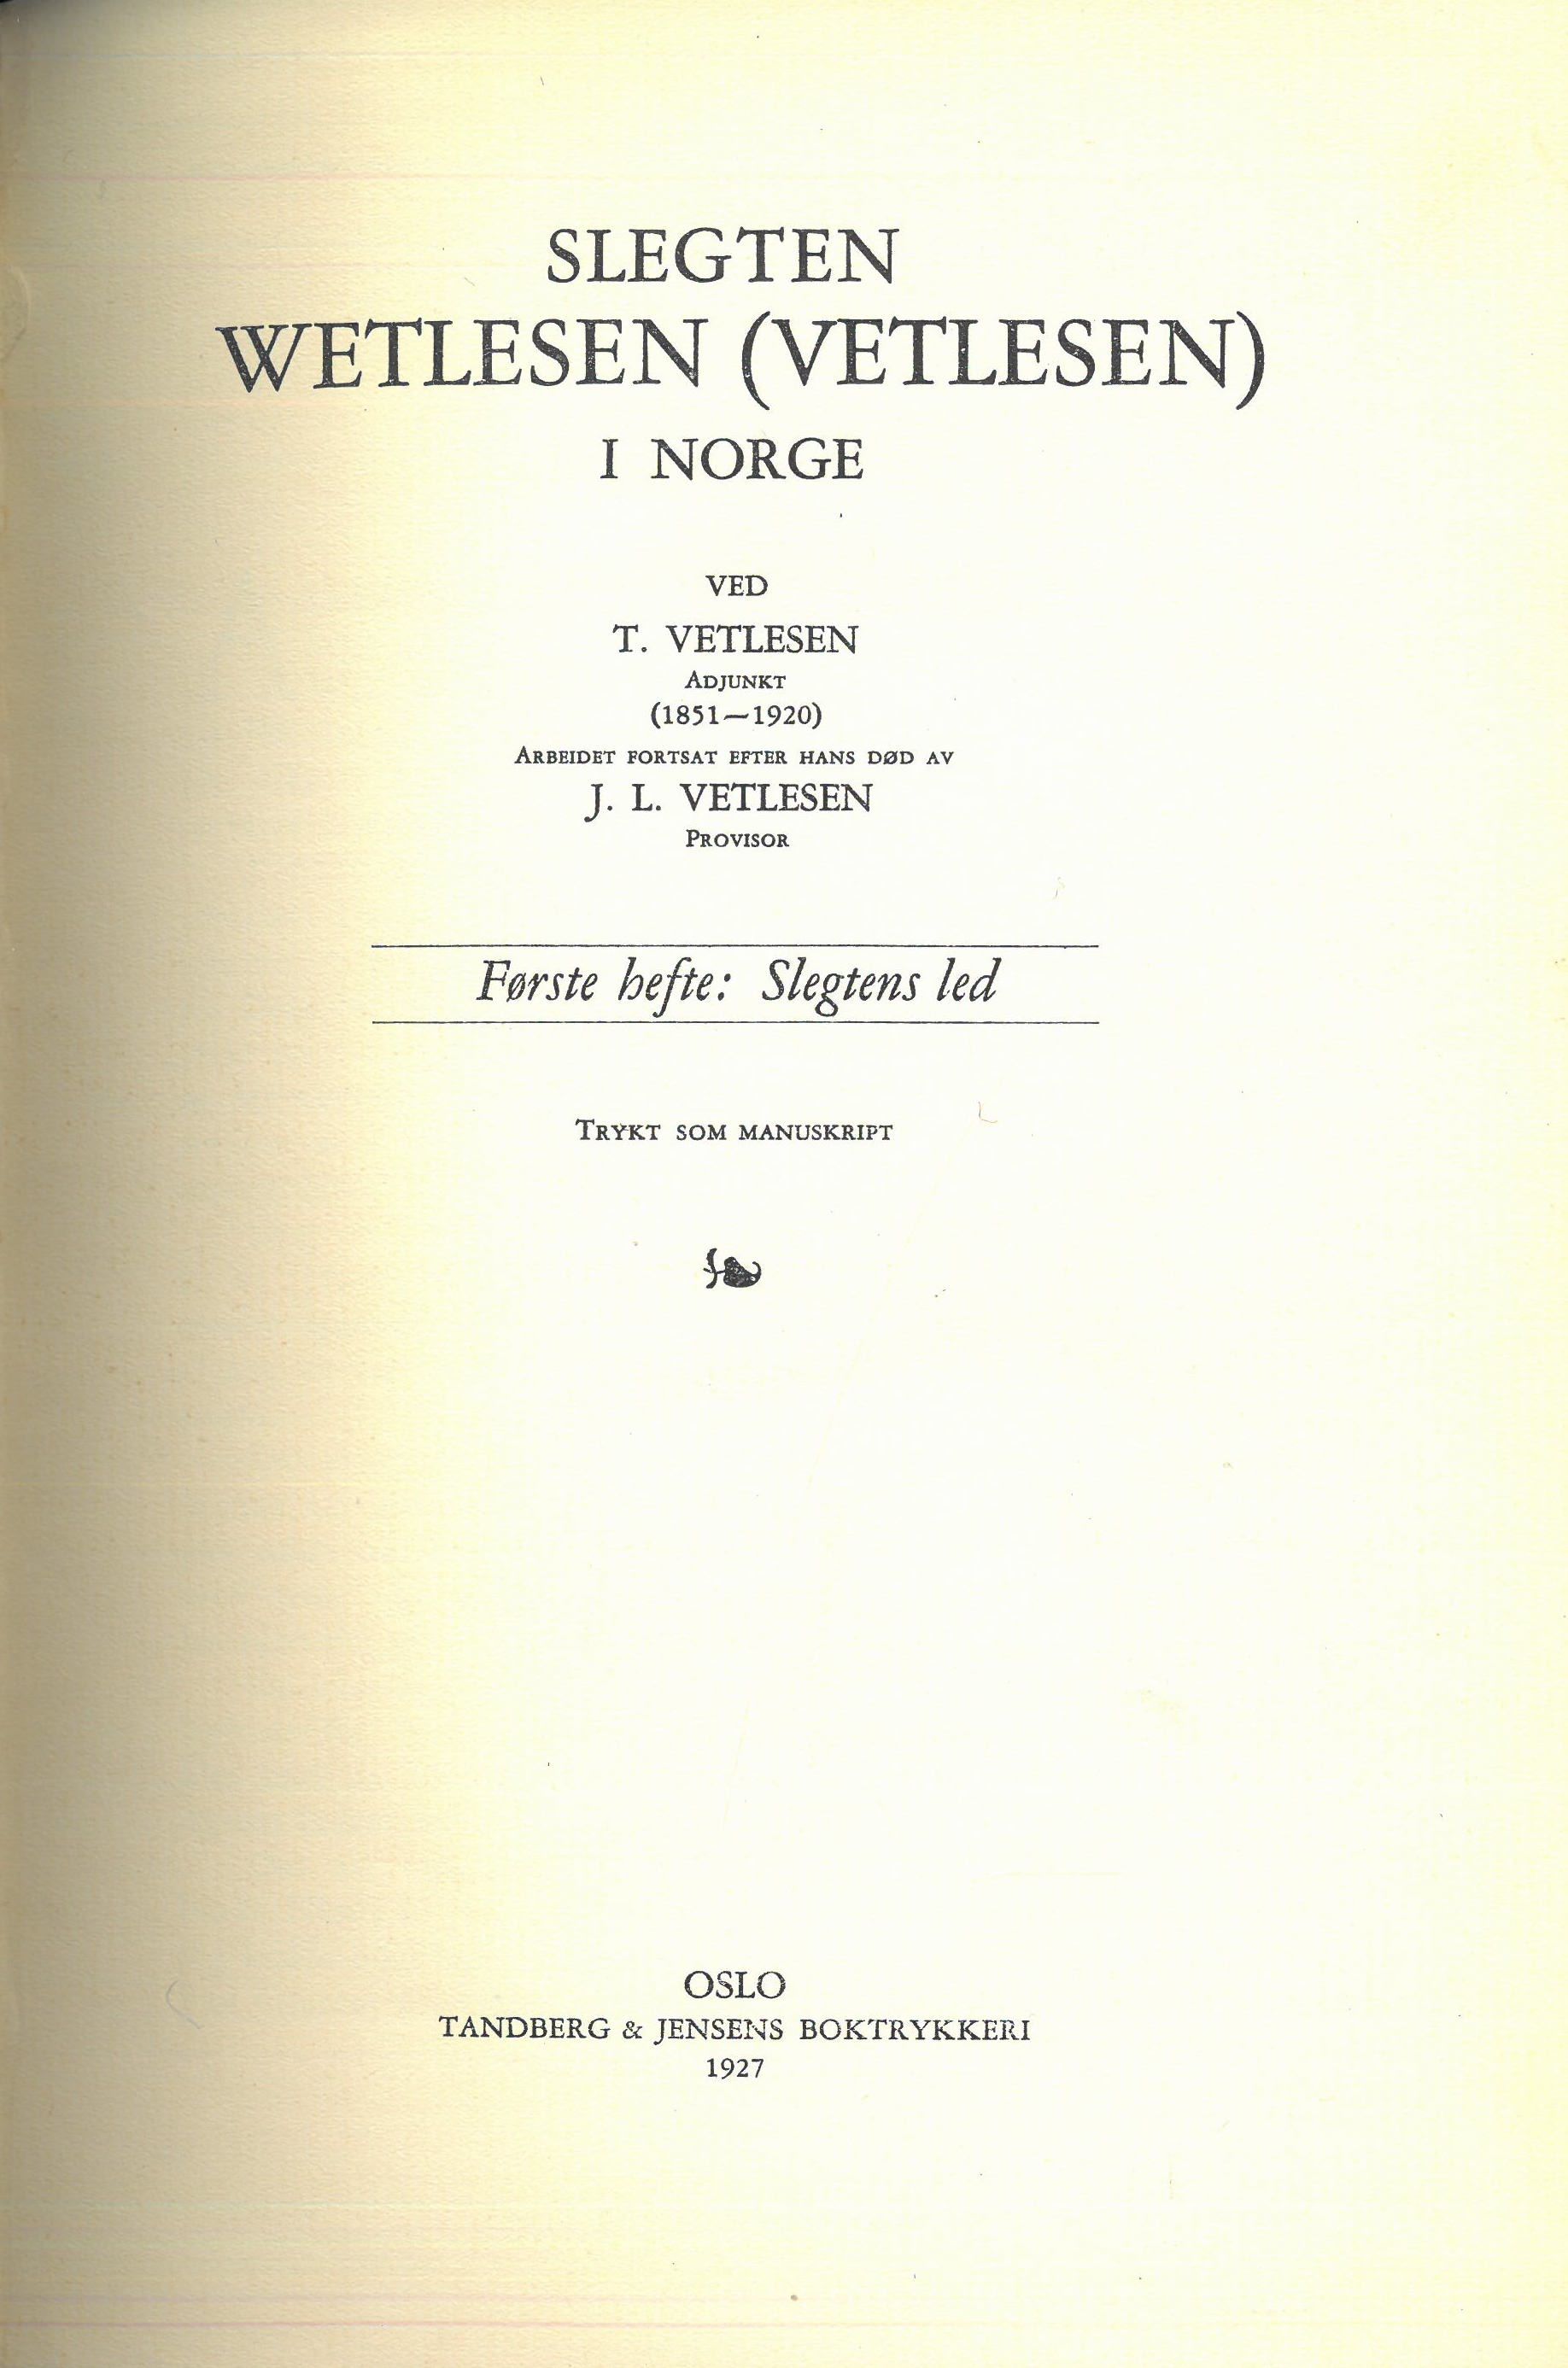 SLEGTEN
WETLESEN (VETLESEN)
I NORGE
VED
T. VETLESEN
ADJUNKT
(1851—1920)
ARBEIDET FORTSAT EFTER HANS DØD AV
J. L. VETLESEN
PROVISOR
Første hefte: Slegtens led
TRYKT SOM MANUSKRIPT
OSLO
TANDBERG & JENSENS BOKTRYKKERI
1927